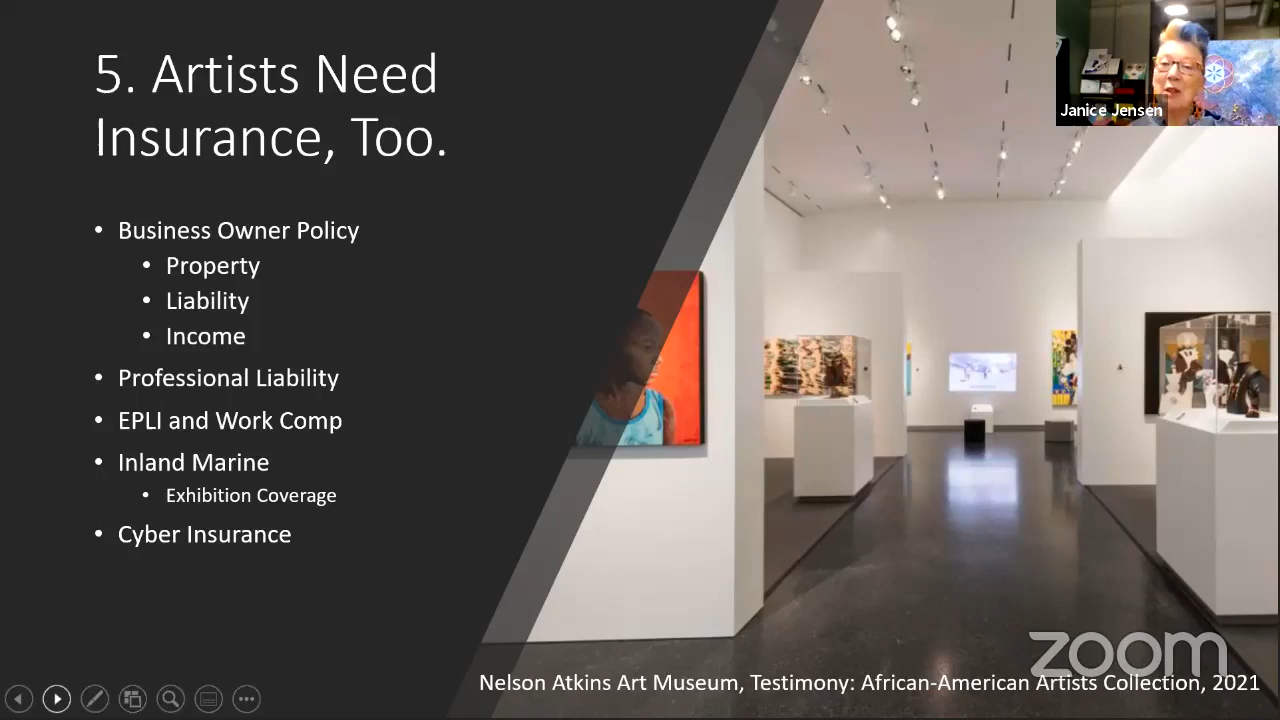 5. Artists Need
Insurance, Too.
• Business Owner Policy
• Property
• Liability
• Income
• Professional Liability
• EPLI and Work Comp
• Inland Marine
• Exhibition Coverage
• Cyber Insurance
Janice Jensen
zoom
Nelson Atkins Art Museum, Testimony: African-American Artists Collection, 2021